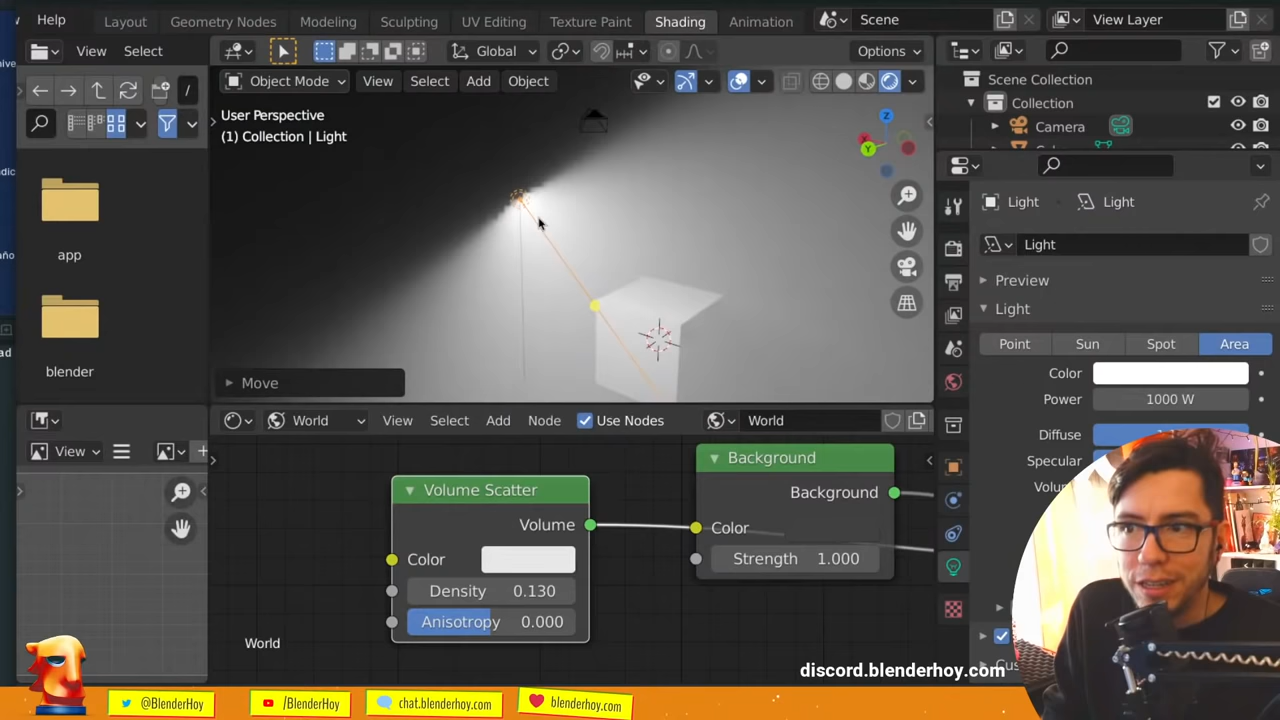 Help
Layout
Geometry Nodes
Modeling
Sculpting
UV Editing
Texture Paint
Shading
Animation
Scene
View Layer
View
Select
Global
Options
Object Mode
View
Select
Add
Object
Scene Collection
Collection
Camera
User Perspective
(1) Collection | Light
Z
Y
/
app
blender
Move
Light
Light
Light
Preview
Light
Point
Sun
Spot
Area
Color
Power
1000 W
Diffuse
Specular
World
View
Select
Add
Node
Use Nodes
World
View
Volume Scatter
Volume
Color
Density 0.130
Anisotropy 0.000
Background
Background
Color
Strength 1.000
World
discord.blenderhoy.com
@BlenderHoy
/BlenderHoy
chat.blenderhoy.com
blenderhoy.com